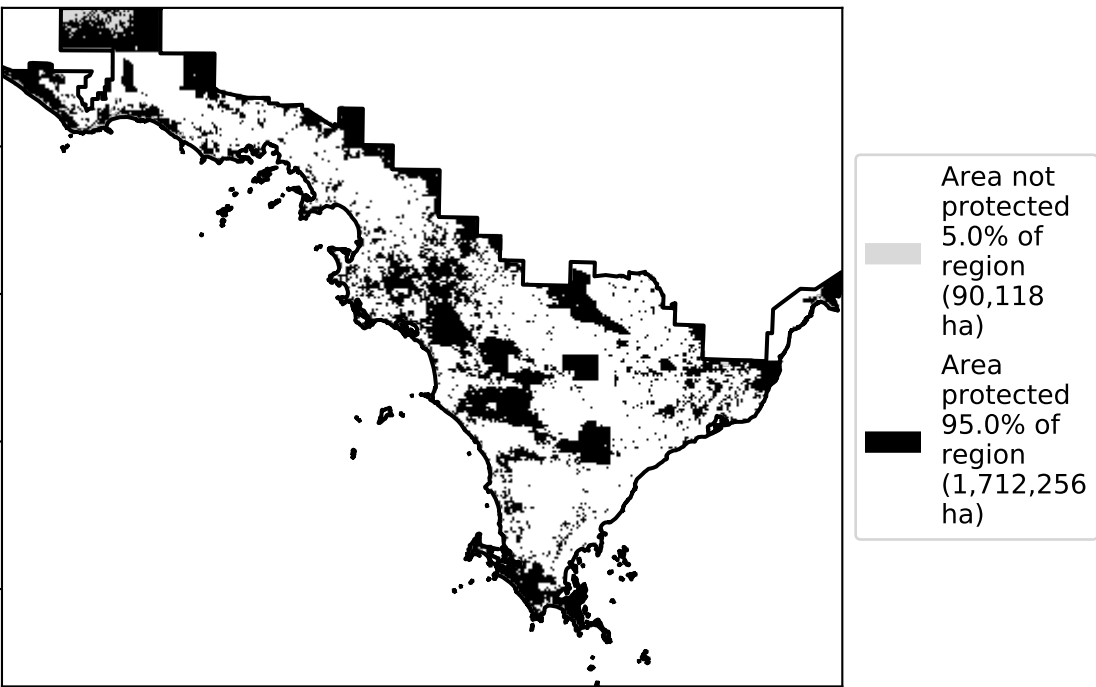 Area not
protected
5.0% of
region
(90,118
ha)
Area
protected
95.0% of
region
(1,712,256
ha)